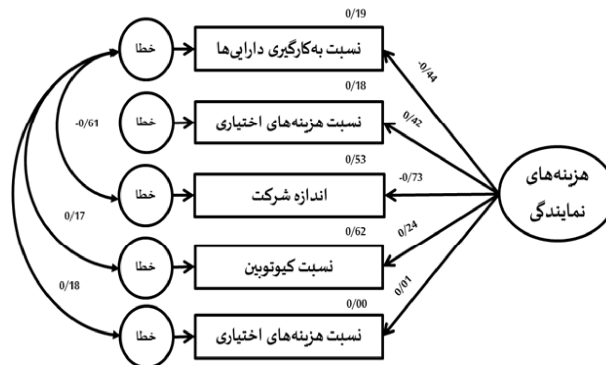 0/19
خطا
نسبت به‌کارگیری دارایی‌ها
-0/44
0/18
خطا
نسبت هزینه‌های اختیاری
0/42
-0/61
0/53
خطا
اندازه شرکت
-0/73
هزینه‌های
نمایندگی
0/62
0/17
خطا
نسبت کیوتوبین
0/24
0/18
0/00
خطا
نسبت هزینه‌های اختیاری
0/01